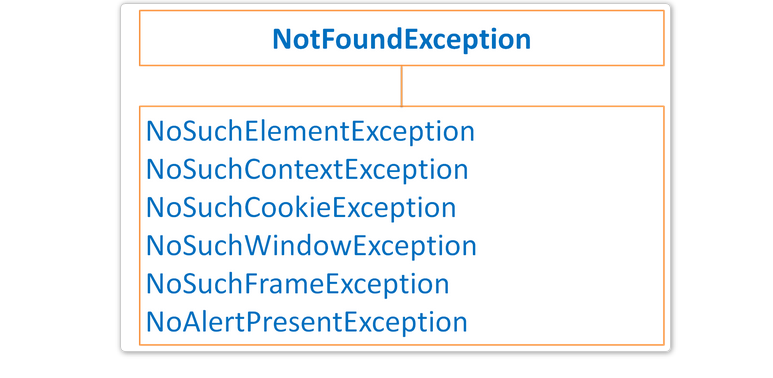 NotFoundException
NoSuchElementException
NoSuchContextException
NoSuchCookieException
NoSuchWindowException
NoSuchFrameException
NoAlertPresentException